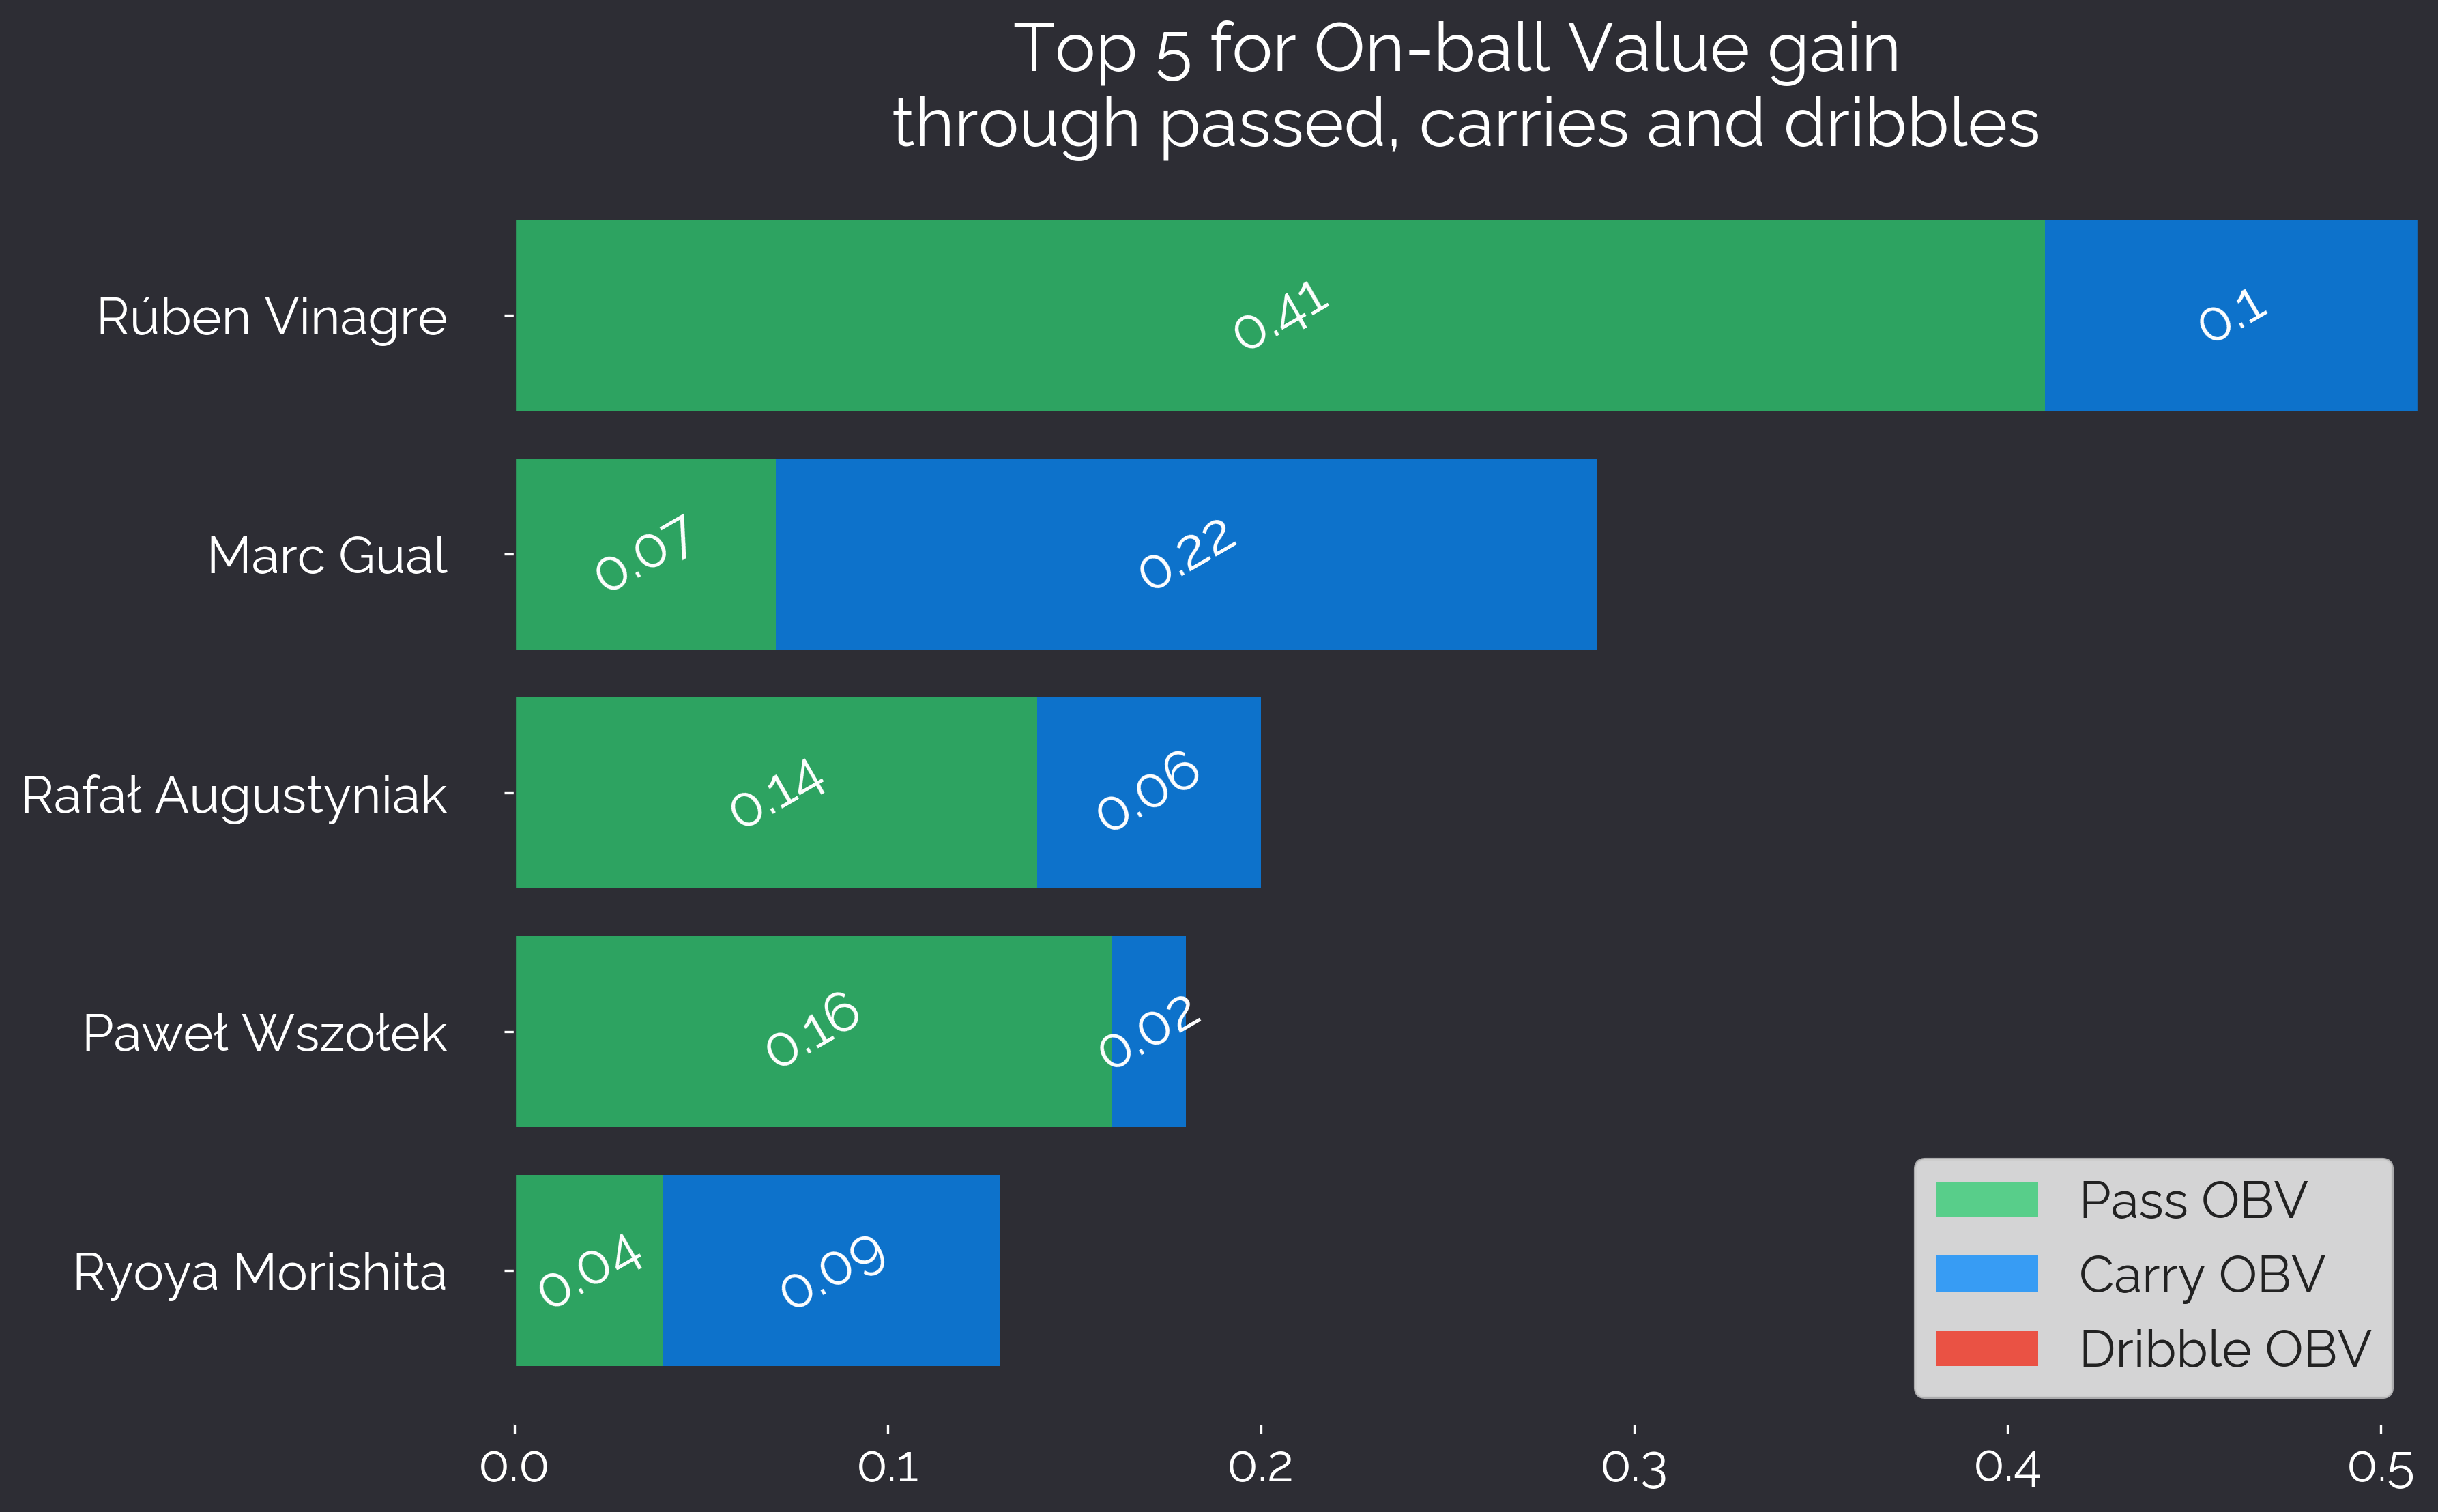 Top 5 for On-ball Value gain
through passed, carries and dribbles
Rúben Vinagre
0.41
0.1
Marc Gual
0.07
0.22
Rafał Augustyniak
0.14
0.06
Paweł Wszołek
0.16
0.02
Ryoya Morishita
0.04
0.09
Pass OBV
Carry OBV
Dribble OBV
0.0 0.1 0.2 0.3 0.4 0.5